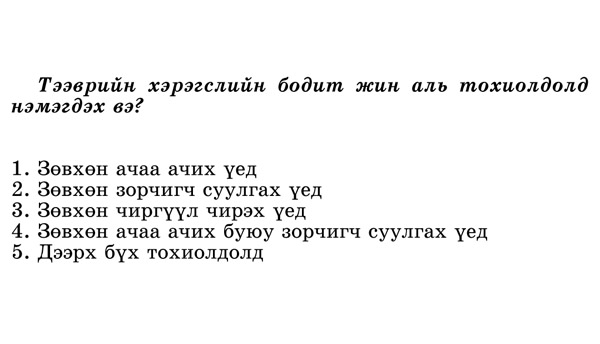 Тээврийн хэрэгслийн бодит жин аль тохиолдолд
нэмэгдэх вэ?
1. Зөвхөн ачаа ачих үед
2. Зөвхөн зорчигч суулгах үед
3. Зөвхөн чиргүүл чирэх үед
4. Зөвхөн ачаа ачих буюу зорчигч суулгах үед
5. Дээрх бүх тохиолдолд